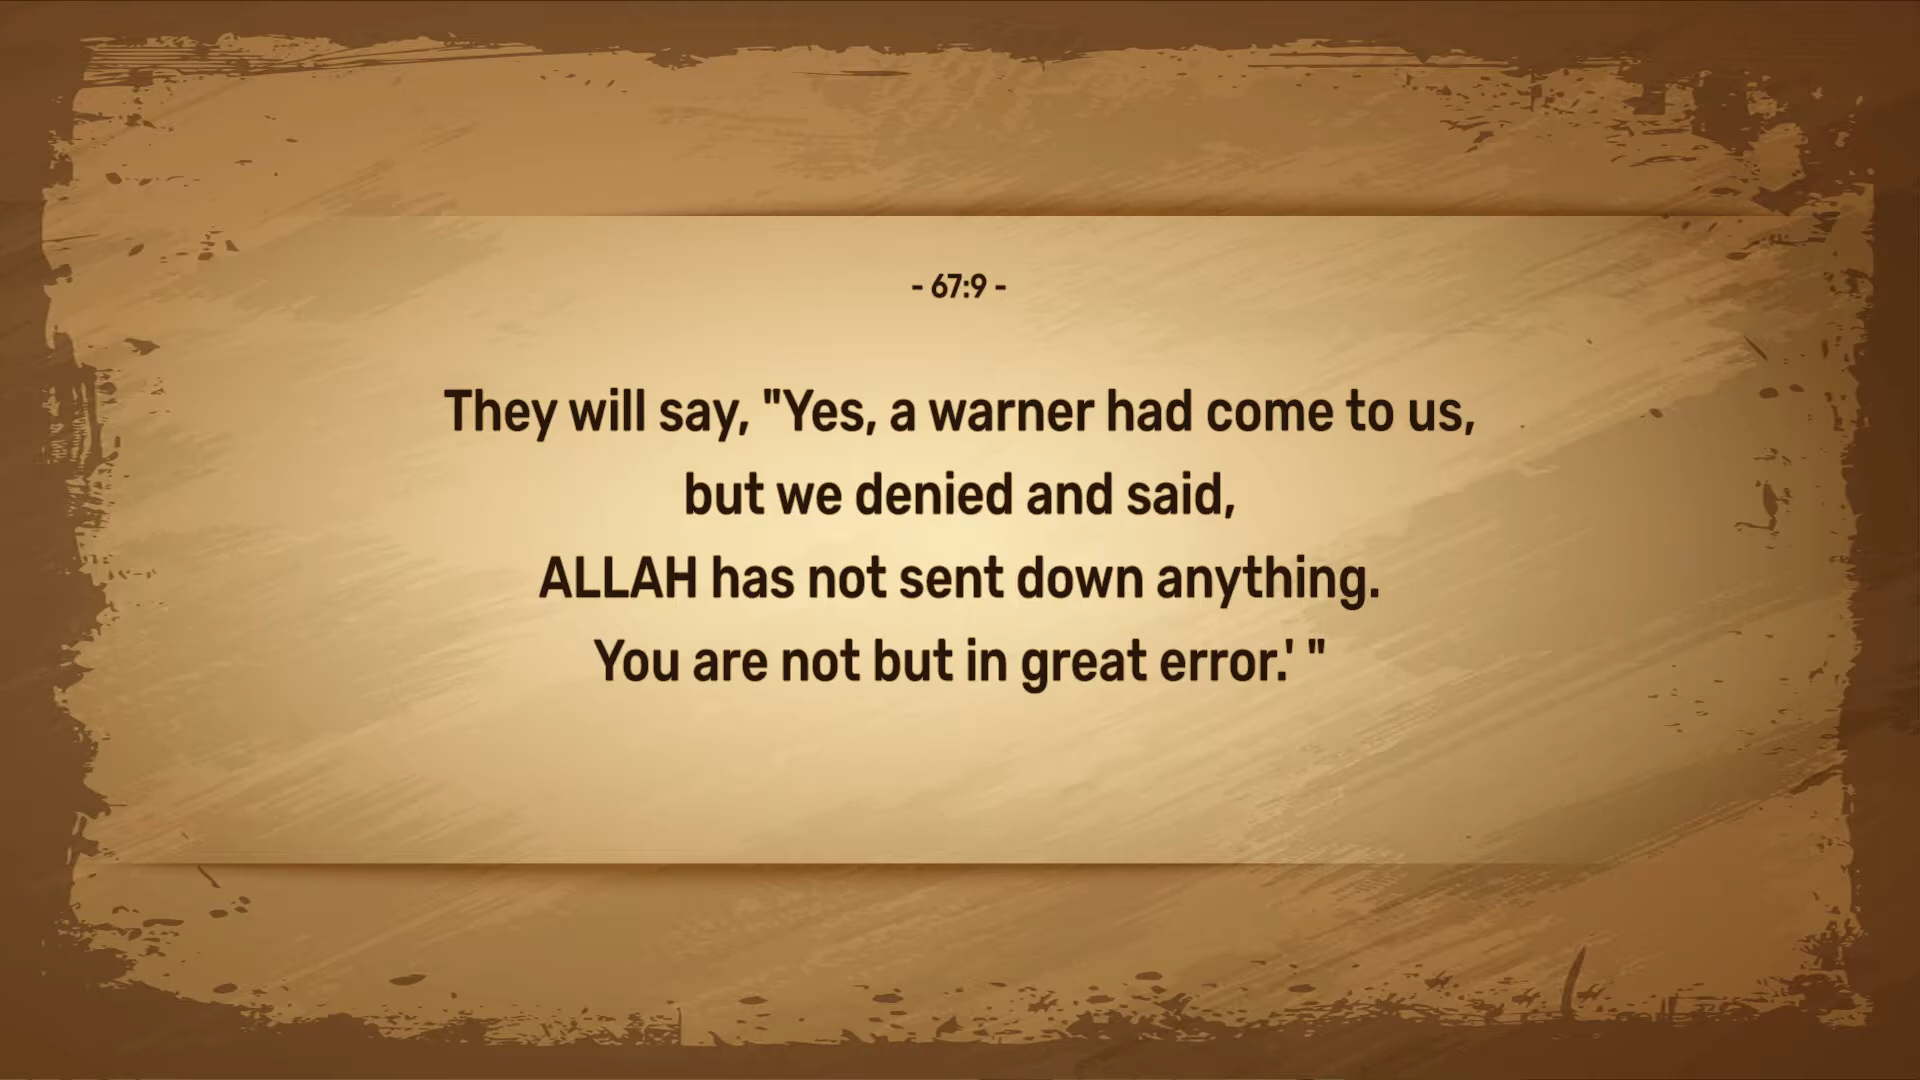 - 67:9 -
They will say, "Yes, a warner had come to us,
but we denied and said,
ALLAH has not sent down anything.
You are not but in great error.' "